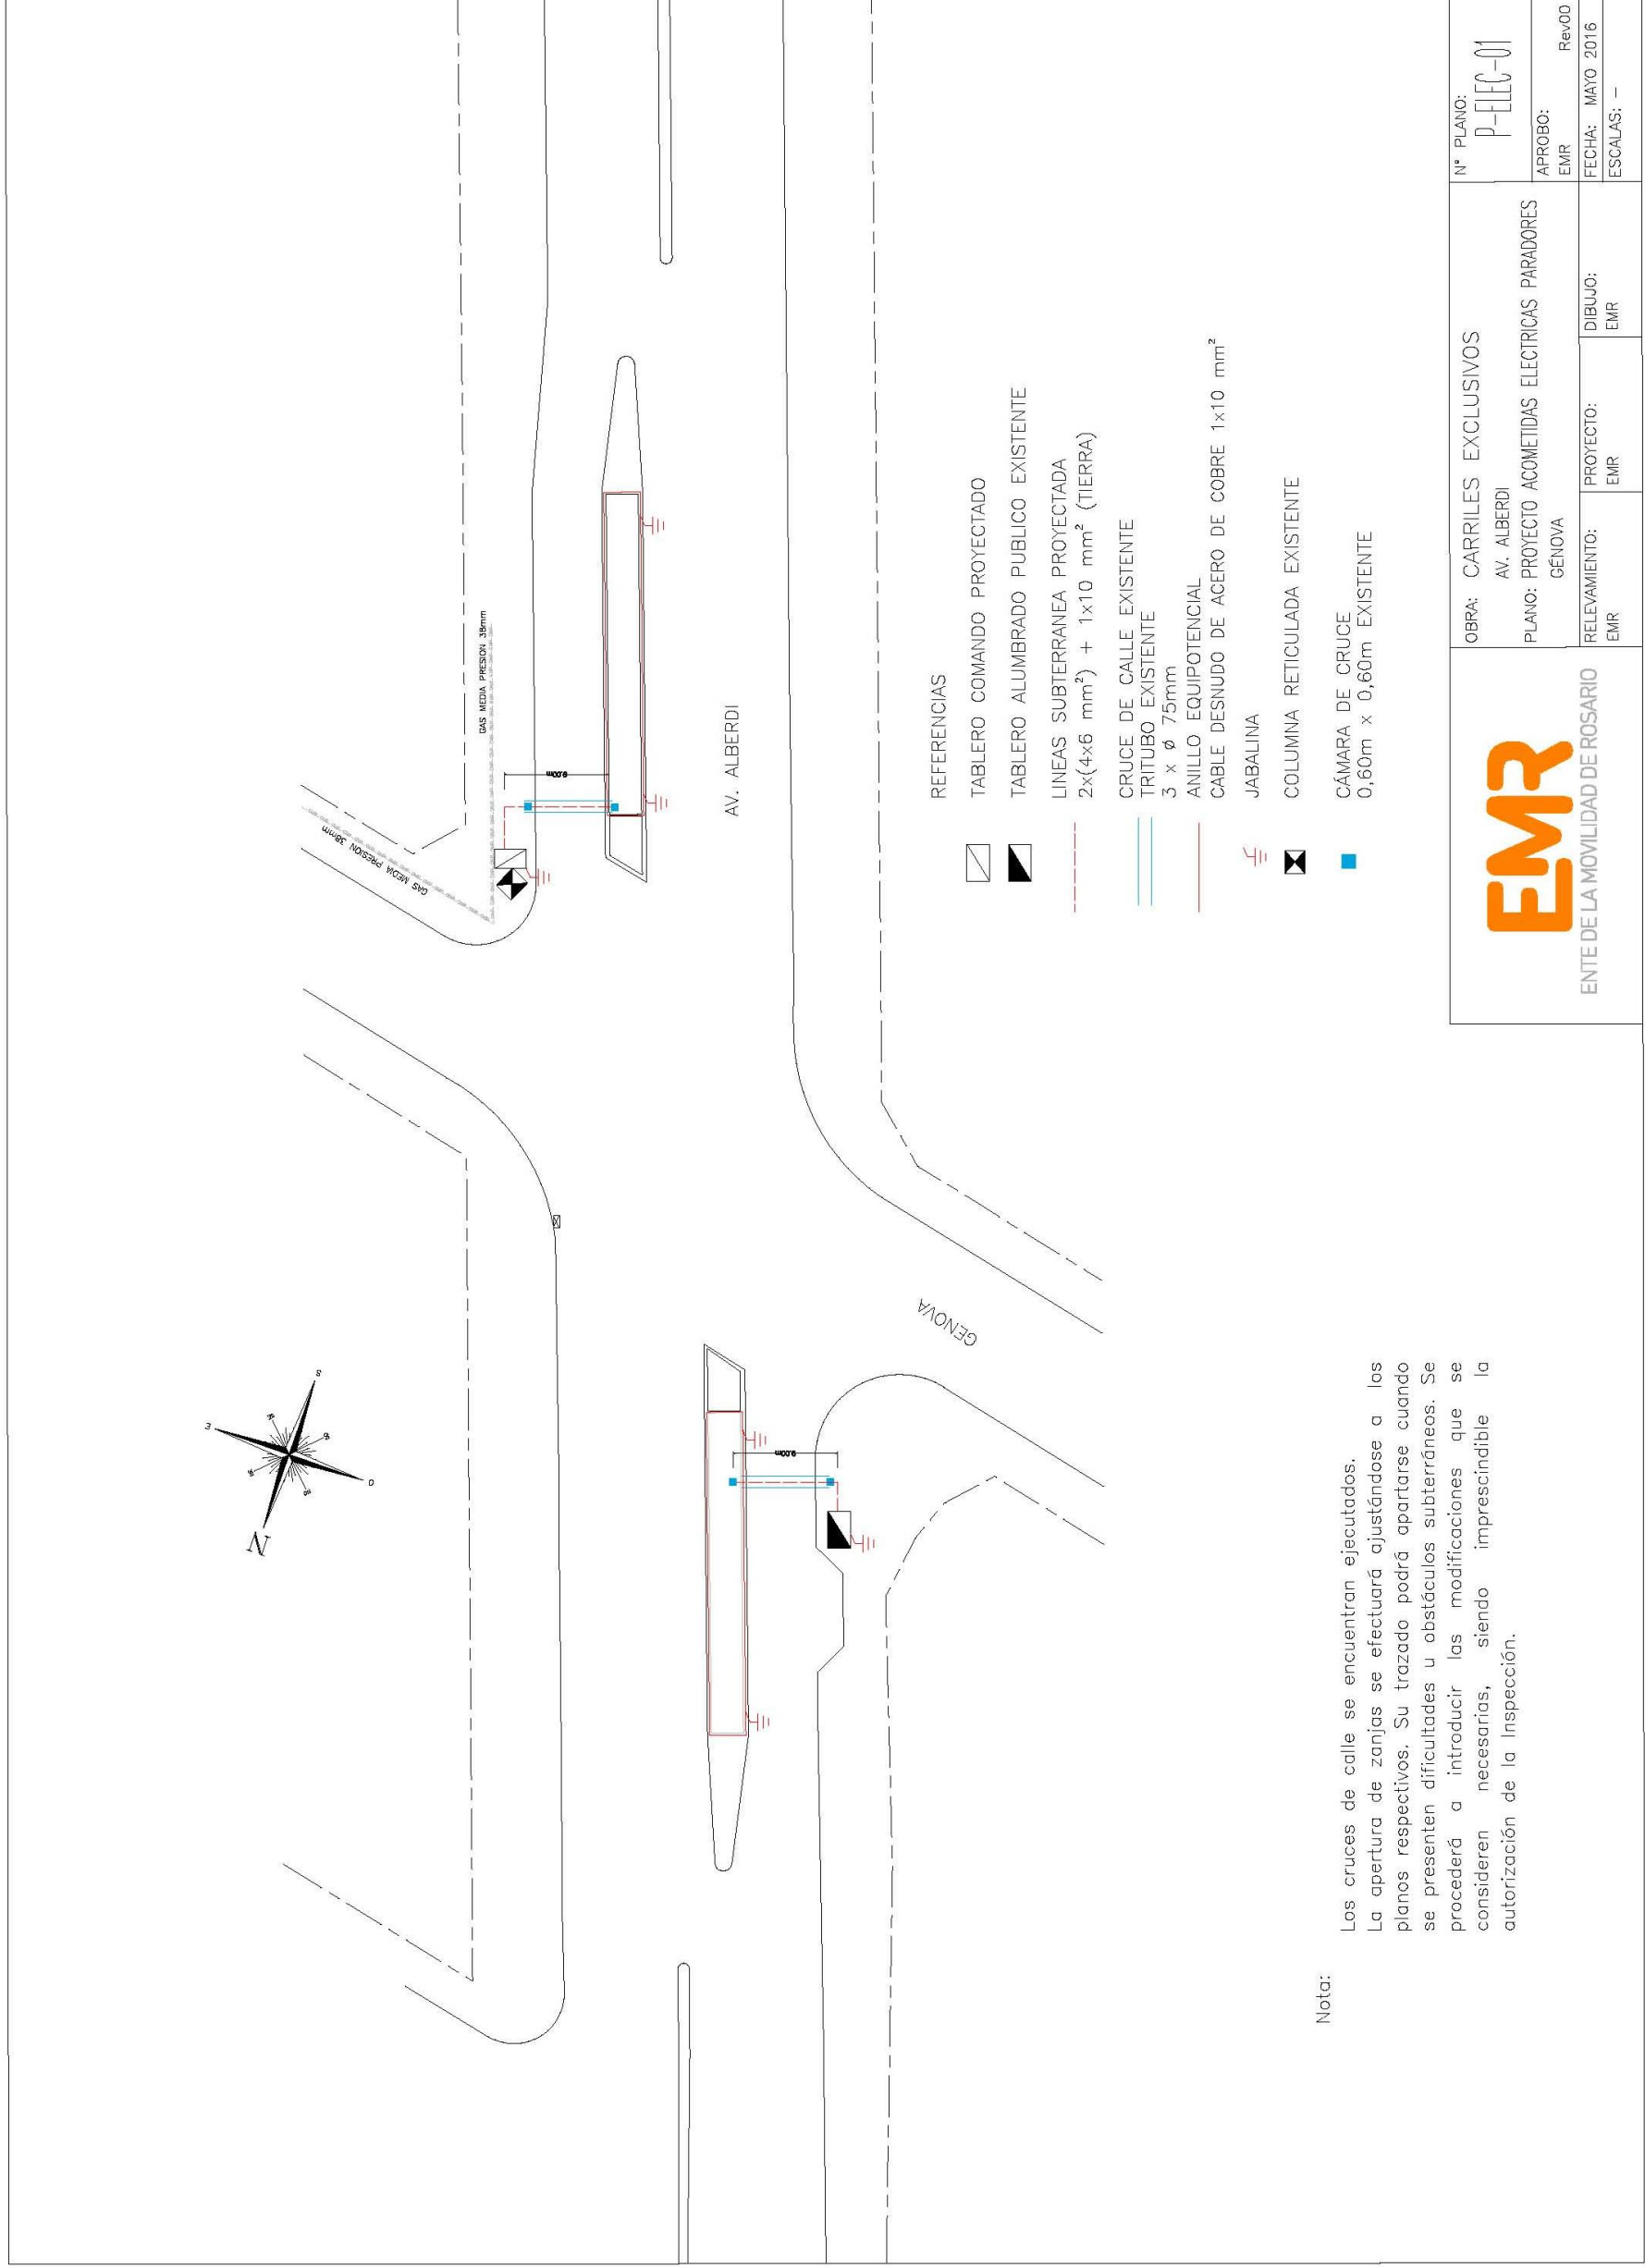 GAS MEDIA PRESION 38mm
GAS MEDIA PRESION 38mm
9.00m
AV. ALBERDI
GENOVA
9.00m
N
S
E
O
REFERENCIAS
TABLERO COMANDO PROYECTADO
TABLERO ALUMBRADO PUBLICO EXISTENTE
LINEAS SUBTERRANEA PROYECTADA
2x(4x6 mm²) + 1x10 mm² (TIERRA)
CRUCE DE CALLE EXISTENTE
TRITUBO EXISTENTE
3 x ø 75mm
ANILLO EQUIPOTENCIAL
CABLE DESNUDO DE ACERO DE COBRE 1x10 mm²
JABALINA
COLUMNA RETICULADA EXISTENTE
CÁMARA DE CRUCE
0,60m x 0,60m EXISTENTE
Nota:
Los cruces de calle se encuentran ejecutados.
La apertura de zanjas se efectuará ajustándose a los
planos respectivos. Su trazado podrá apartarse cuando
se presenten dificultades u obstáculos subterráneos. Se
procederá a introducir las modificaciones que se
consideren necesarias, siendo imprescindible la
autorización de la Inspección.
EMR
ENTE DE LA MOVILIDAD DE ROSARIO
OBRA: CARRILES EXCLUSIVOS
AV. ALBERDI
PLANO: PROYECTO ACOMETIDAS ELECTRICAS PARADORES
GÉNOVA
RELEVAMIENTO:
EMR
PROYECTO:
EMR
DIBUJO:
EMR
N° PLANO:
P-ELEC-01
APROBO:
EMR Rev00
FECHA: MAYO 2016
ESCALAS: -